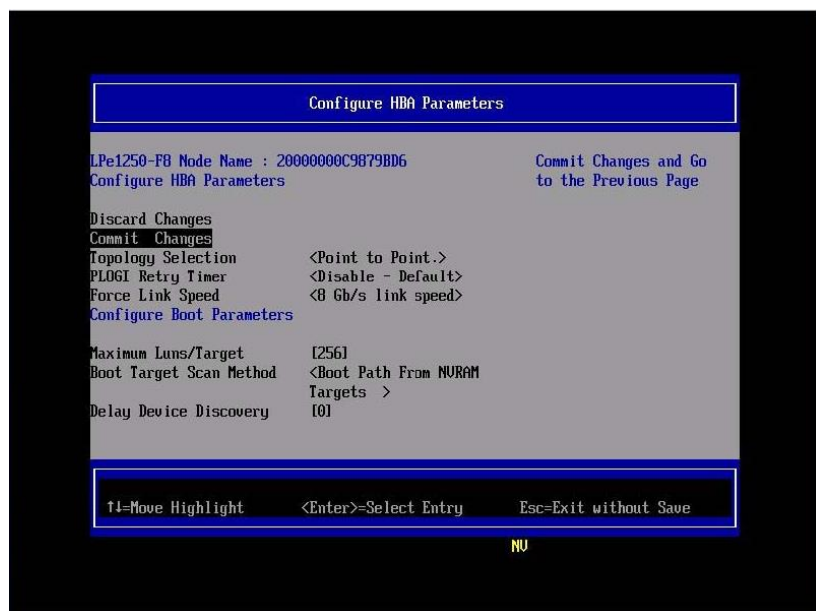 Configure HBA Parameters
LPe1250-F8 Node Name : 20000000C9879BD6
Commit Changes and Go
Configure HBA Parameters
to the Previous Page
Discard Changes
Commit Changes
Topology Selection <Point to Point.>
PLOGI Retry Timer <Disable - Default>
Force Link Speed <8 Gb/s link speed>
Configure Boot Parameters
Maximum Luns/Target [256]
Boot Target Scan Method <Boot Path From NVRAM
Targets >
Delay Device Discovery [0]
↑↓=Move Highlight <Enter>=Select Entry Esc=Exit without Save
NV